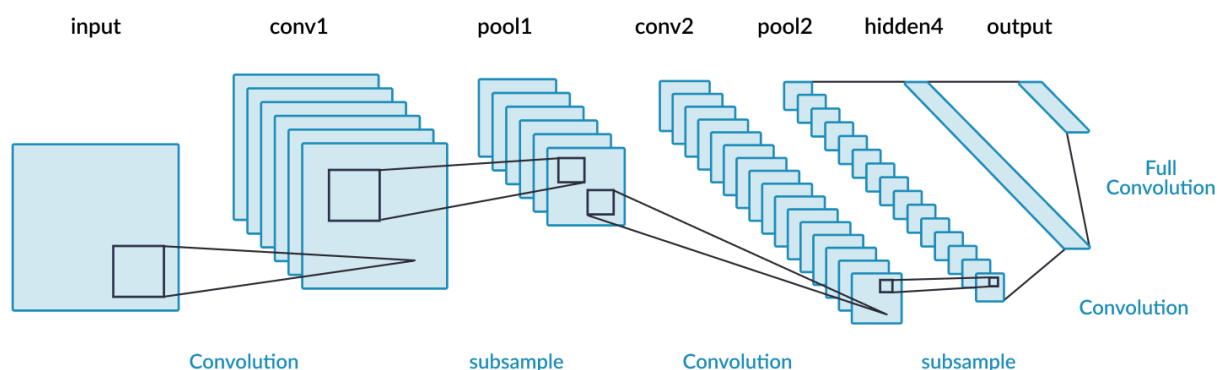 input
conv1
pool1
conv2
pool2
hidden4
output
Full
Convolution
Convolution
Convolution
subsample
Convolution
subsample